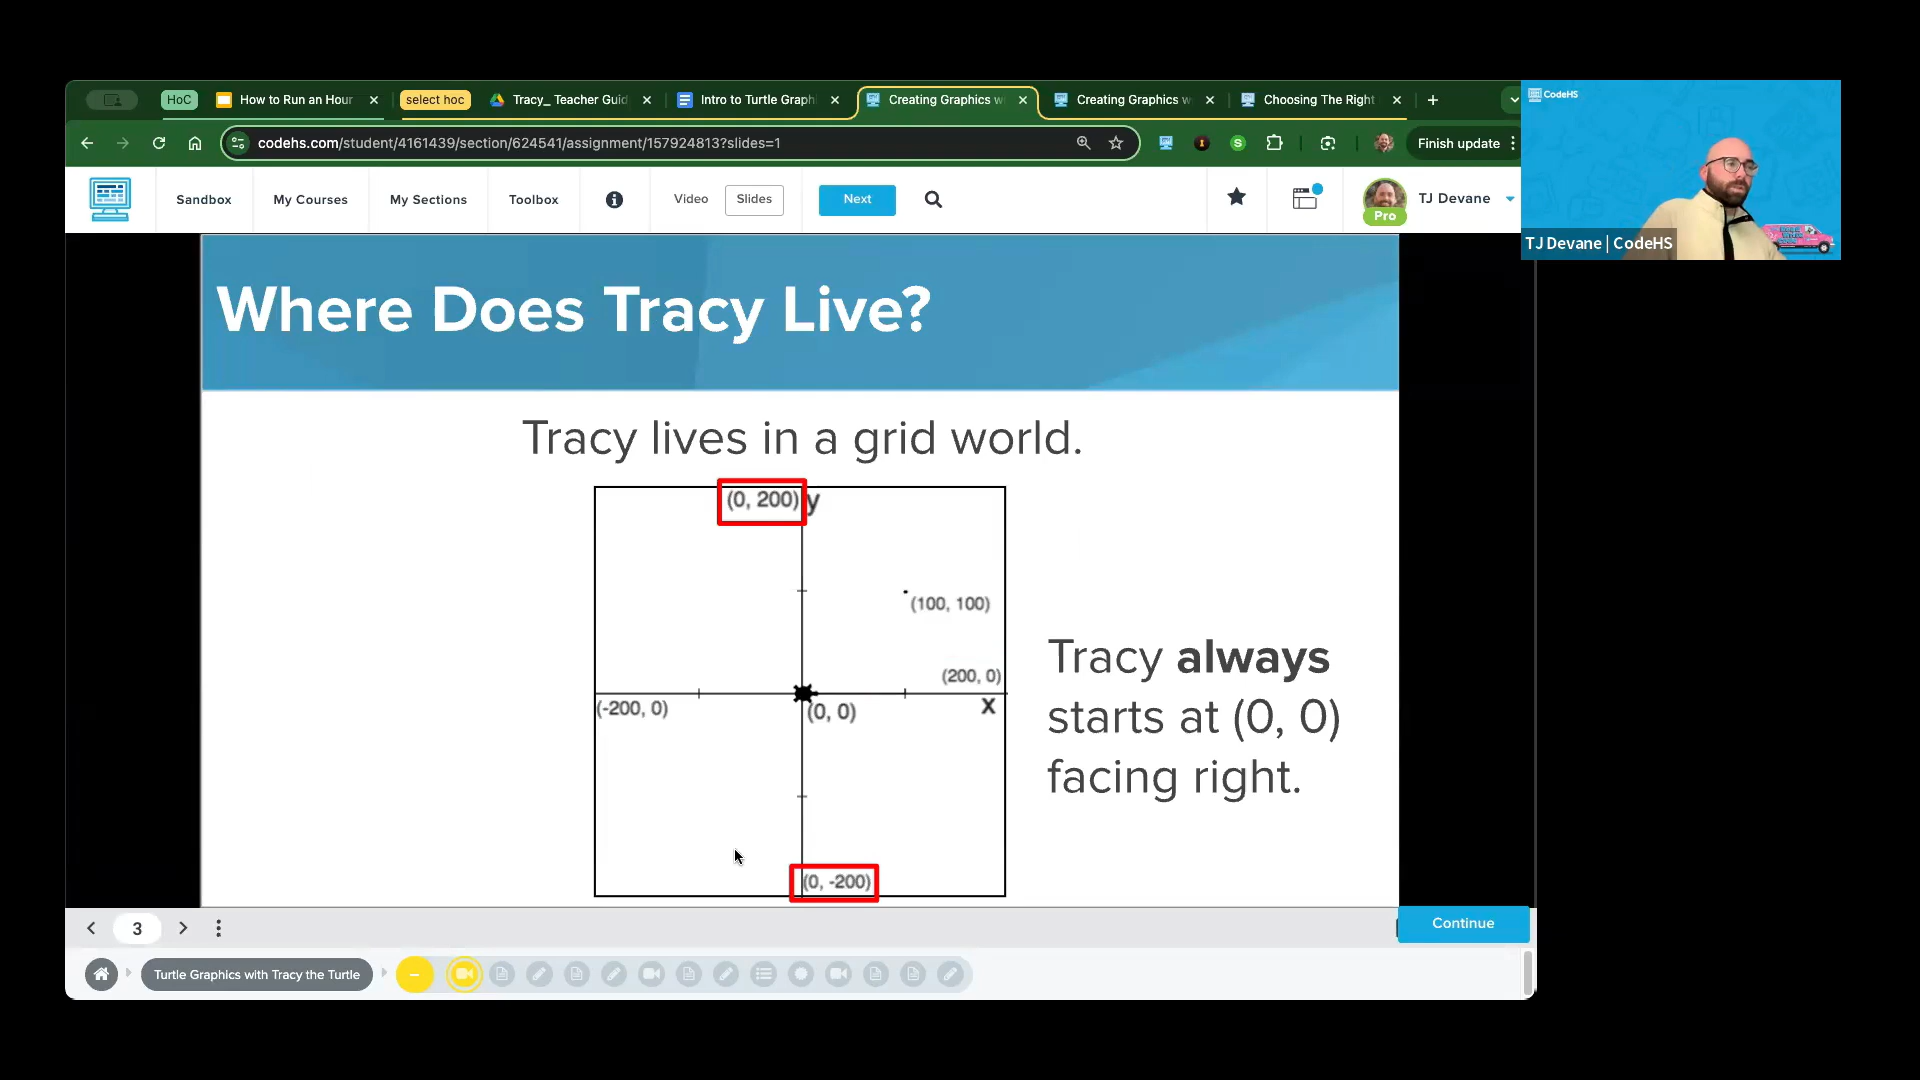 HoC
How to Run an Hour
select hoc
Tracy_ Teacher Guid
Intro to Turtle Graph
Creating Graphics w
Creating Graphics w
Choosing The Right
codehs.com/student/4161439/section/624541/assignment/157924813?slides=1
Finish update
Sandbox
My Courses
My Sections
Toolbox
Video
Slides
Next
Pro
TJ Devane
CodeHS
TJ Devane | CodeHS
Where Does Tracy Live?
Tracy lives in a grid world.
(0, 200) y
(100, 100)
(200, 0)
(-200, 0)
(0, 0)
x
(0, -200)
Tracy always
starts at (0, 0)
facing right.
3
Continue
Turtle Graphics with Tracy the Turtle